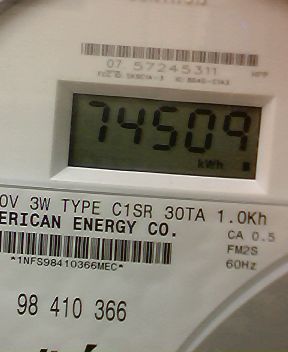 07 57245311
74509
kWh
0V 3W TYPE C1SR 30TA 1.0Kh
ERICAN ENERGY CO.
CA 0.5
FM2S
60Hz
*1NFS98410366MEC*
98 410 366